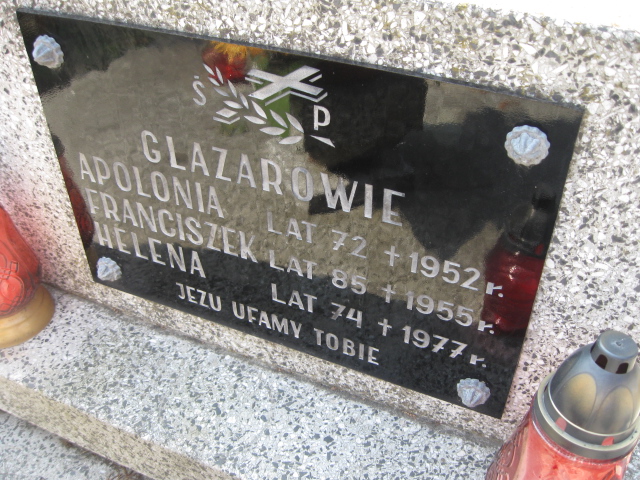 Ś P
GLAZAROWIE
APOLONIA LAT 72 † 1952 r.
FRANCISZEK LAT 85 † 1955 r.
HELENA LAT 74 † 1977 r.
JEZU UFAMY TOBIE